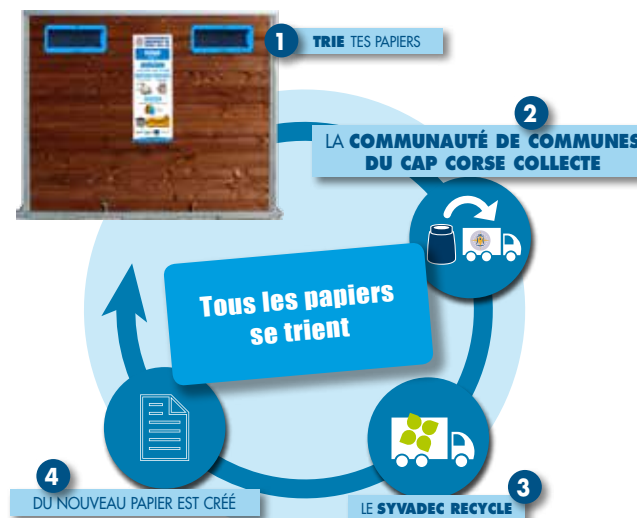 1
TRIE TES PAPIERS
2
LA COMMUNAUTÉ DE COMMUNES
DU CAP CORSE COLLECTE
Tous les papiers
se trient
3
LE SYVADEC RECYCLE
4
DU NOUVEAU PAPIER EST CRÉÉ